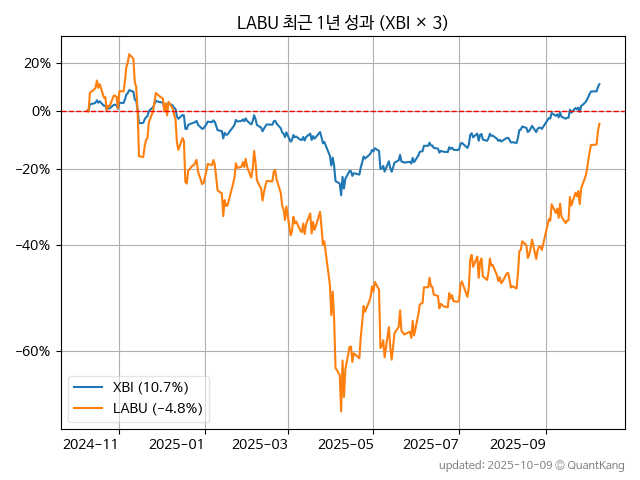 LABU 최근 1년 성과 (XBI × 3)
20%
0%
−20%
−40%
−60%
XBI (10.7%)
LABU (−4.8%)
2024-11
2025-01
2025-03
2025-05
2025-07
2025-09
updated: 2025-10-09 © QuantKang